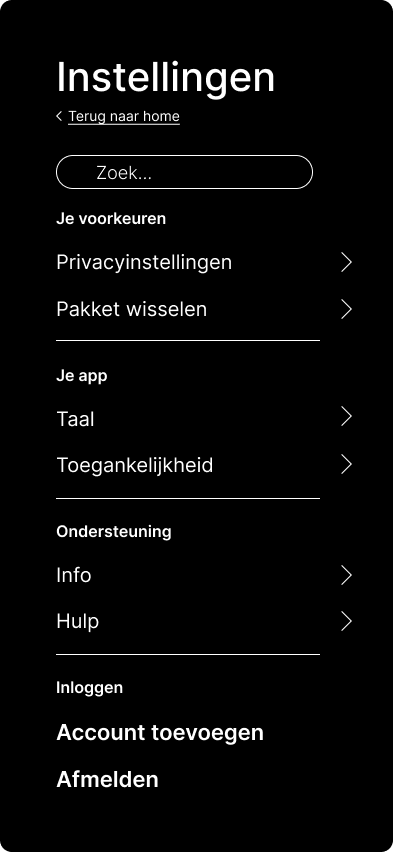 Instellingen
Terug naar home
Zoek...
Je voorkeuren
Privacyinstellingen
Pakket wisselen
Je app
Taal
Toegankelijkheid
Ondersteuning
Info
Hulp
Inloggen
Account toevoegen
Afmelden